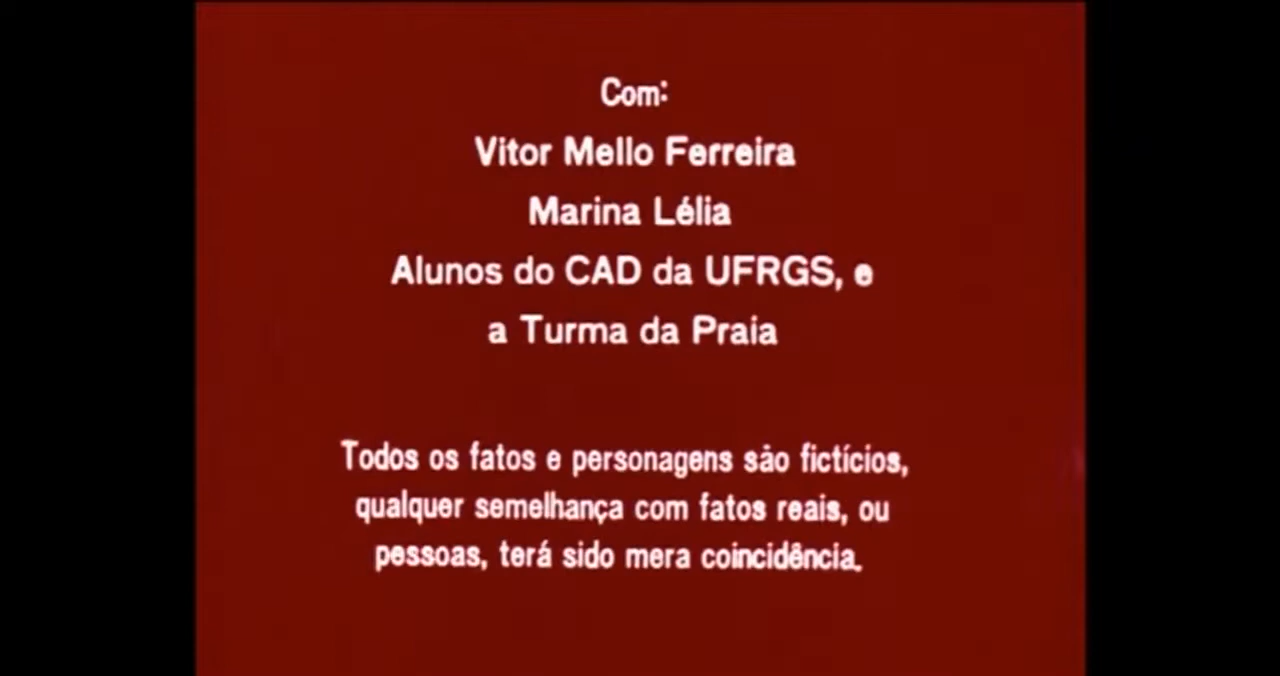 Com:
Vitor Mello Ferreira
Marina Lélia
Alunos do CAD da UFRGS, e
a Turma da Praia
Todos os fatos e personagens são fictícios,
qualquer semelhança com fatos reais, ou
pessoas, terá sido mera coincidência.